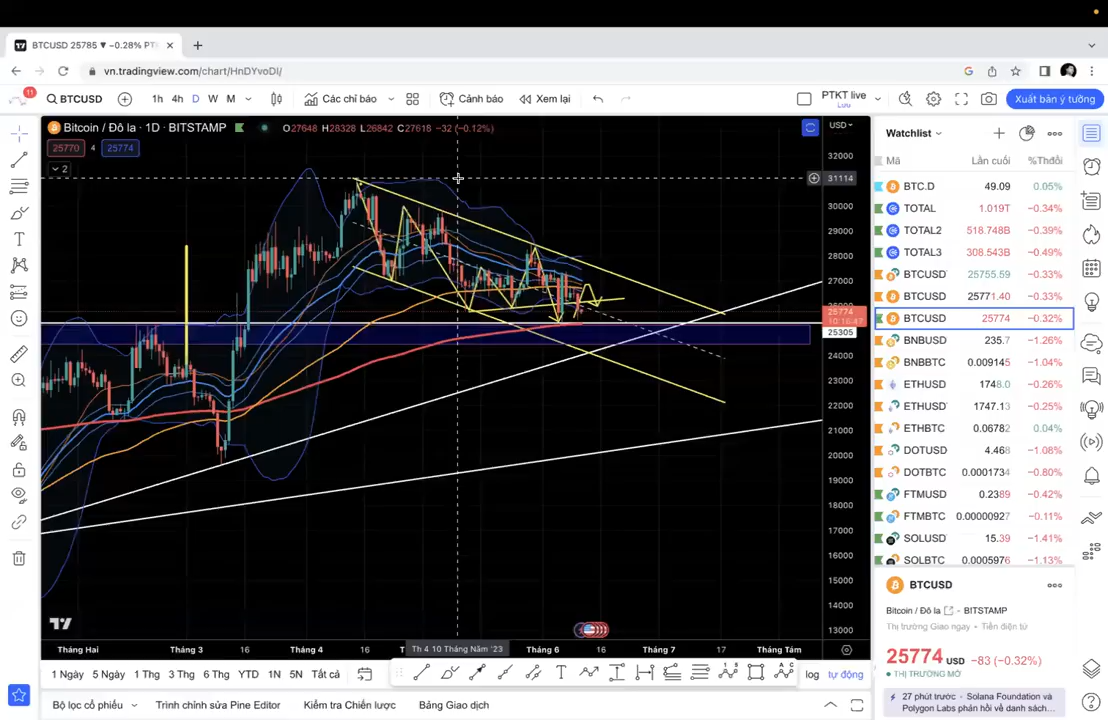 BTCUSD 25785 ▼ −0.28% PT
vn.tradingview.com/chart/HnDYvoDI/
11
BTCUSD
1h 4h D W M
Các chỉ báo
Cảnh báo
Xem lại
PTKT live
Lưu
Xuất bản ý tưởng
Bitcoin / Đô la · 1D · BITSTAMP
O27648 H28328 L26842 C27618 −32 (−0.12%)
USD
25770 4 25774
2
Watchlist
Mã Lần cuối %Thđổi
BTC.D 49.09 0.05%
TOTAL 1.019T −0.34%
TOTAL2 518.748B −0.39%
TOTAL3 308.543B −0.49%
BTCUSD 25755.59 −0.33%
BTCUSD 25771.40 −0.33%
BTCUSD 25774 −0.32%
BNBUSD 235.7 −1.26%
BNBBTC 0.009145 −1.04%
ETHUSD 1748.0 −0.26%
ETHUSD 1747.13 −0.25%
ETHBTC 0.06782 0.04%
DOTUSD 4.468 −1.08%
DOTBTC 0.0001734 −0.80%
FTMUSD 0.2389 −0.42%
FTMBTC 0.00000927 −0.11%
SOLUSD 15.39 −1.41%
SOLBTC 0.0005976 −1.13%
32000
31114
30000
29000
28000
27000
25774
10:16:47
25305
24000
23000
22000
21000
20000
19000
18000
17000
16000
15000
14000
13000
Tháng Hai Tháng 3 16 Tháng 4 16 Th 4 10 Tháng Năm '23 Tháng 6 16 Tháng 7 17 Tháng Tám
BTCUSD
Bitcoin / Đô la · BITSTAMP
Thị trường Giao ngay · Tiền điện tử
25774 USD −83 (−0.32%)
THỊ TRƯỜNG MỞ
27 phút trước · Solana Foundation và
Polygon Labs phản hồi về danh sách...
1 Ngày 5 Ngày 1 Thg 3 Thg 6 Thg YTD 1N 5N Tất cả
log tự động
Bộ lọc cổ phiếu
Trình chỉnh sửa Pine Editor
Kiểm tra Chiến lược
Bảng Giao dịch